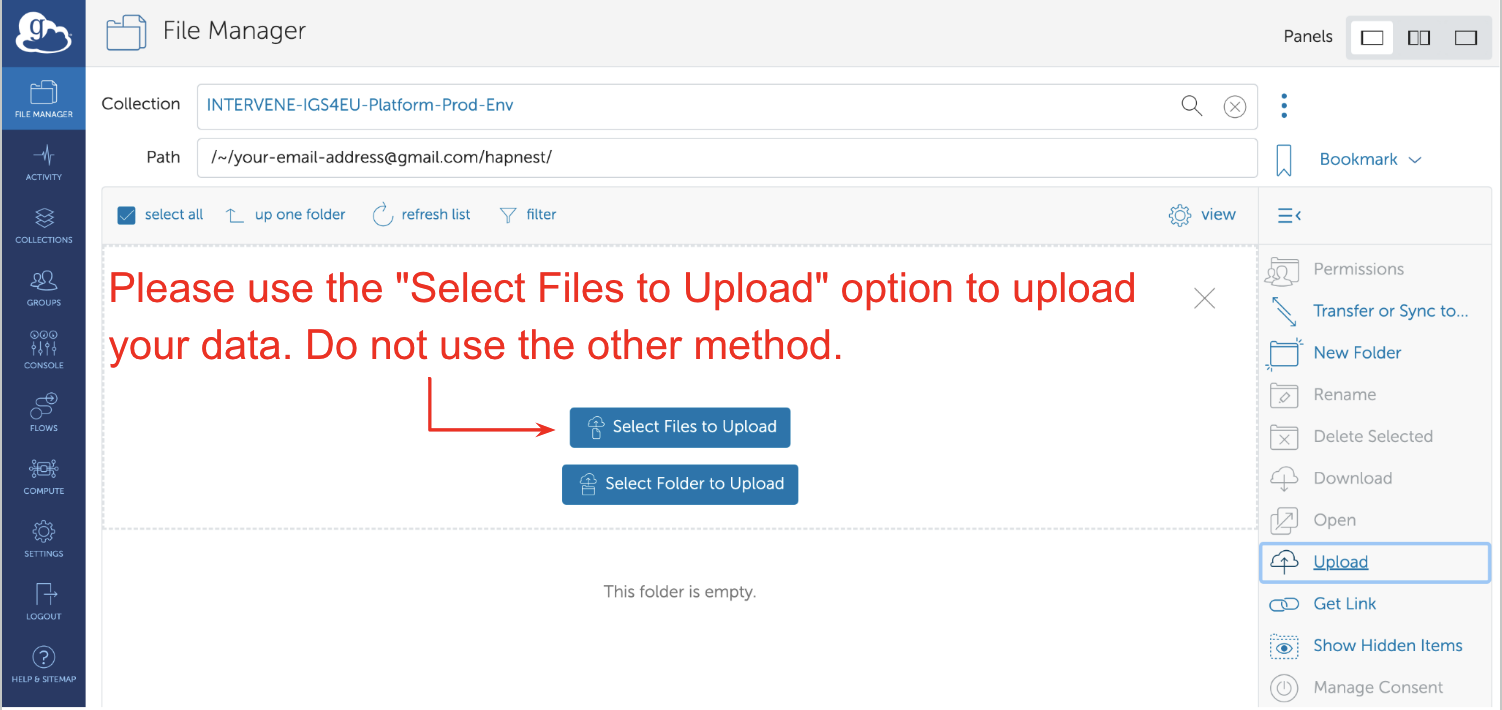 g
File Manager
Panels
FILE MANAGER
ACTIVITY
COLLECTIONS
GROUPS
CONSOLE
FLOWS
COMPUTE
SETTINGS
LOGOUT
HELP & SITEMAP
Collection
INTERVENE-IGS4EU-Platform-Prod-Env
Path
/~/your-email-address@gmail.com/hapnest/
Bookmark
select all
up one folder
refresh list
filter
view
Please use the "Select Files to Upload" option to upload
your data. Do not use the other method.
Select Files to Upload
Select Folder to Upload
This folder is empty.
Permissions
Transfer or Sync to...
New Folder
Rename
Delete Selected
Download
Open
Upload
Get Link
Show Hidden Items
Manage Consent